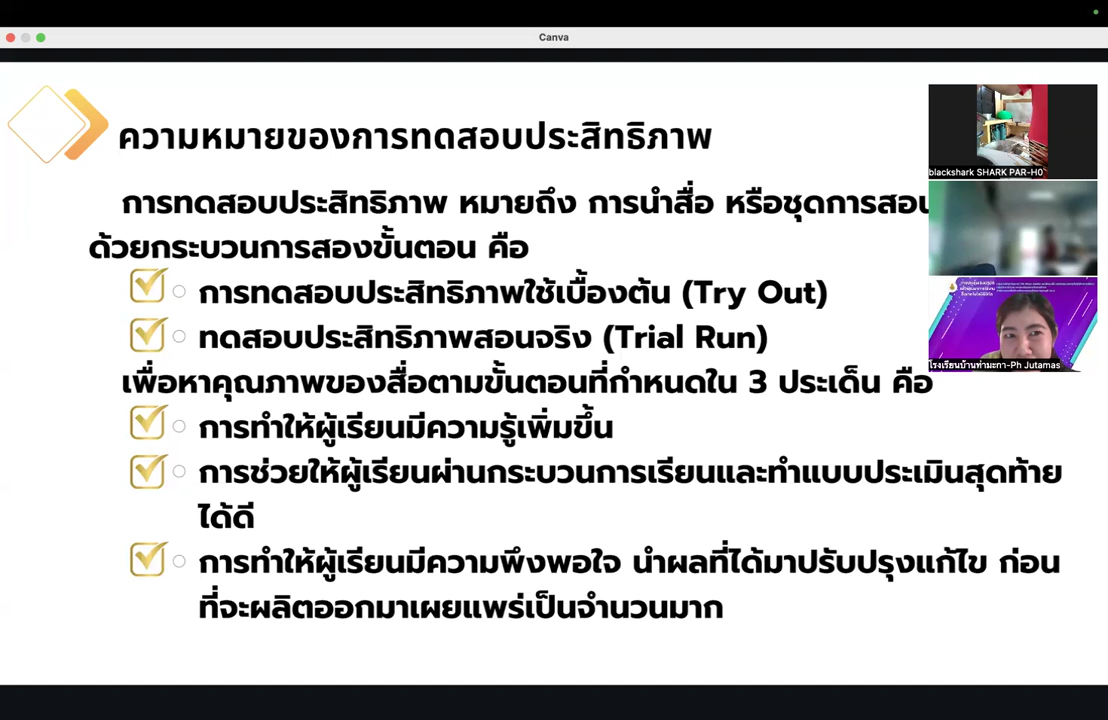 Canva
ความหมายของการทดสอบประสิทธิภาพ
การทดสอบประสิทธิภาพ หมายถึง การนำสื่อ หรือชุดการสอน
ด้วยกระบวนการสองขั้นตอน คือ
การทดสอบประสิทธิภาพใช้เบื้องต้น (Try Out)
ทดสอบประสิทธิภาพสอนจริง (Trial Run)
เพื่อหาคุณภาพของสื่อตามขั้นตอนที่กำหนดใน 3 ประเด็น คือ
การทำให้ผู้เรียนมีความรู้เพิ่มขึ้น
การช่วยให้ผู้เรียนผ่านกระบวนการเรียนและทำแบบประเมินสุดท้าย
ได้ดี
การทำให้ผู้เรียนมีความพึงพอใจ นำผลที่ได้มาปรับปรุงแก้ไข ก่อน
ที่จะผลิตออกมาเผยแพร่เป็นจำนวนมาก
blackshark SHARK PAR-H0
โรงเรียนบ้านท่ามะกา-Ph Jutamas